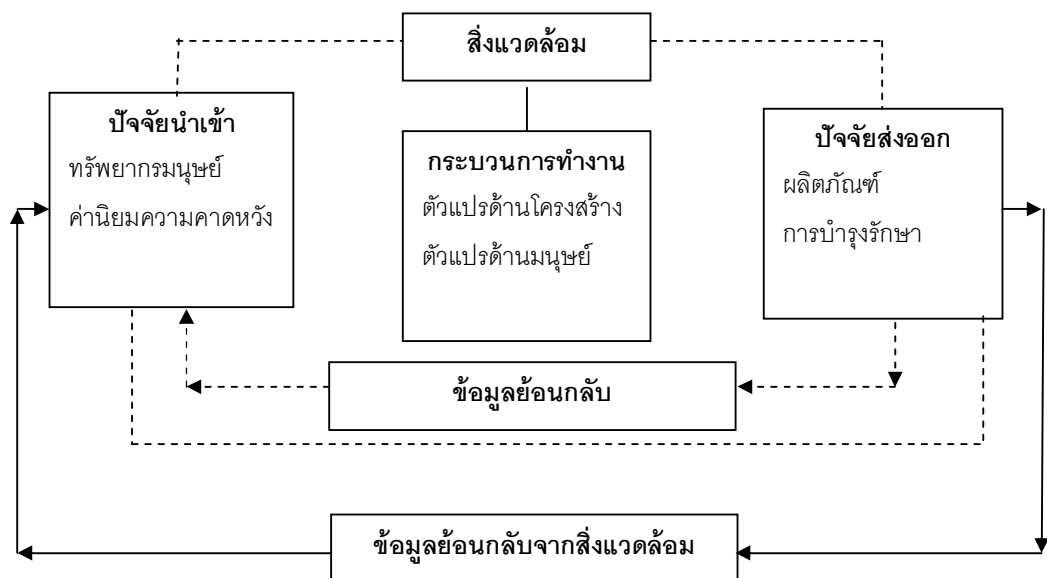 สิ่งแวดล้อม
ปัจจัยนำเข้า
ทรัพยากรมนุษย์
ค่านิยมความคาดหวัง
กระบวนการทำงาน
ตัวแปรด้านโครงสร้าง
ตัวแปรด้านมนุษย์
ปัจจัยส่งออก
ผลิตภัณฑ์
การบำรุงรักษา
ข้อมูลย้อนกลับ
ข้อมูลย้อนกลับจากสิ่งแวดล้อม